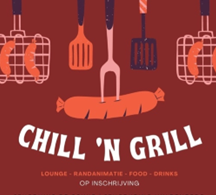 CHILL 'N GRILL
LOUNGE - RANDANIMATIE - FOOD - DRINKS
OP INSCHRIJVING